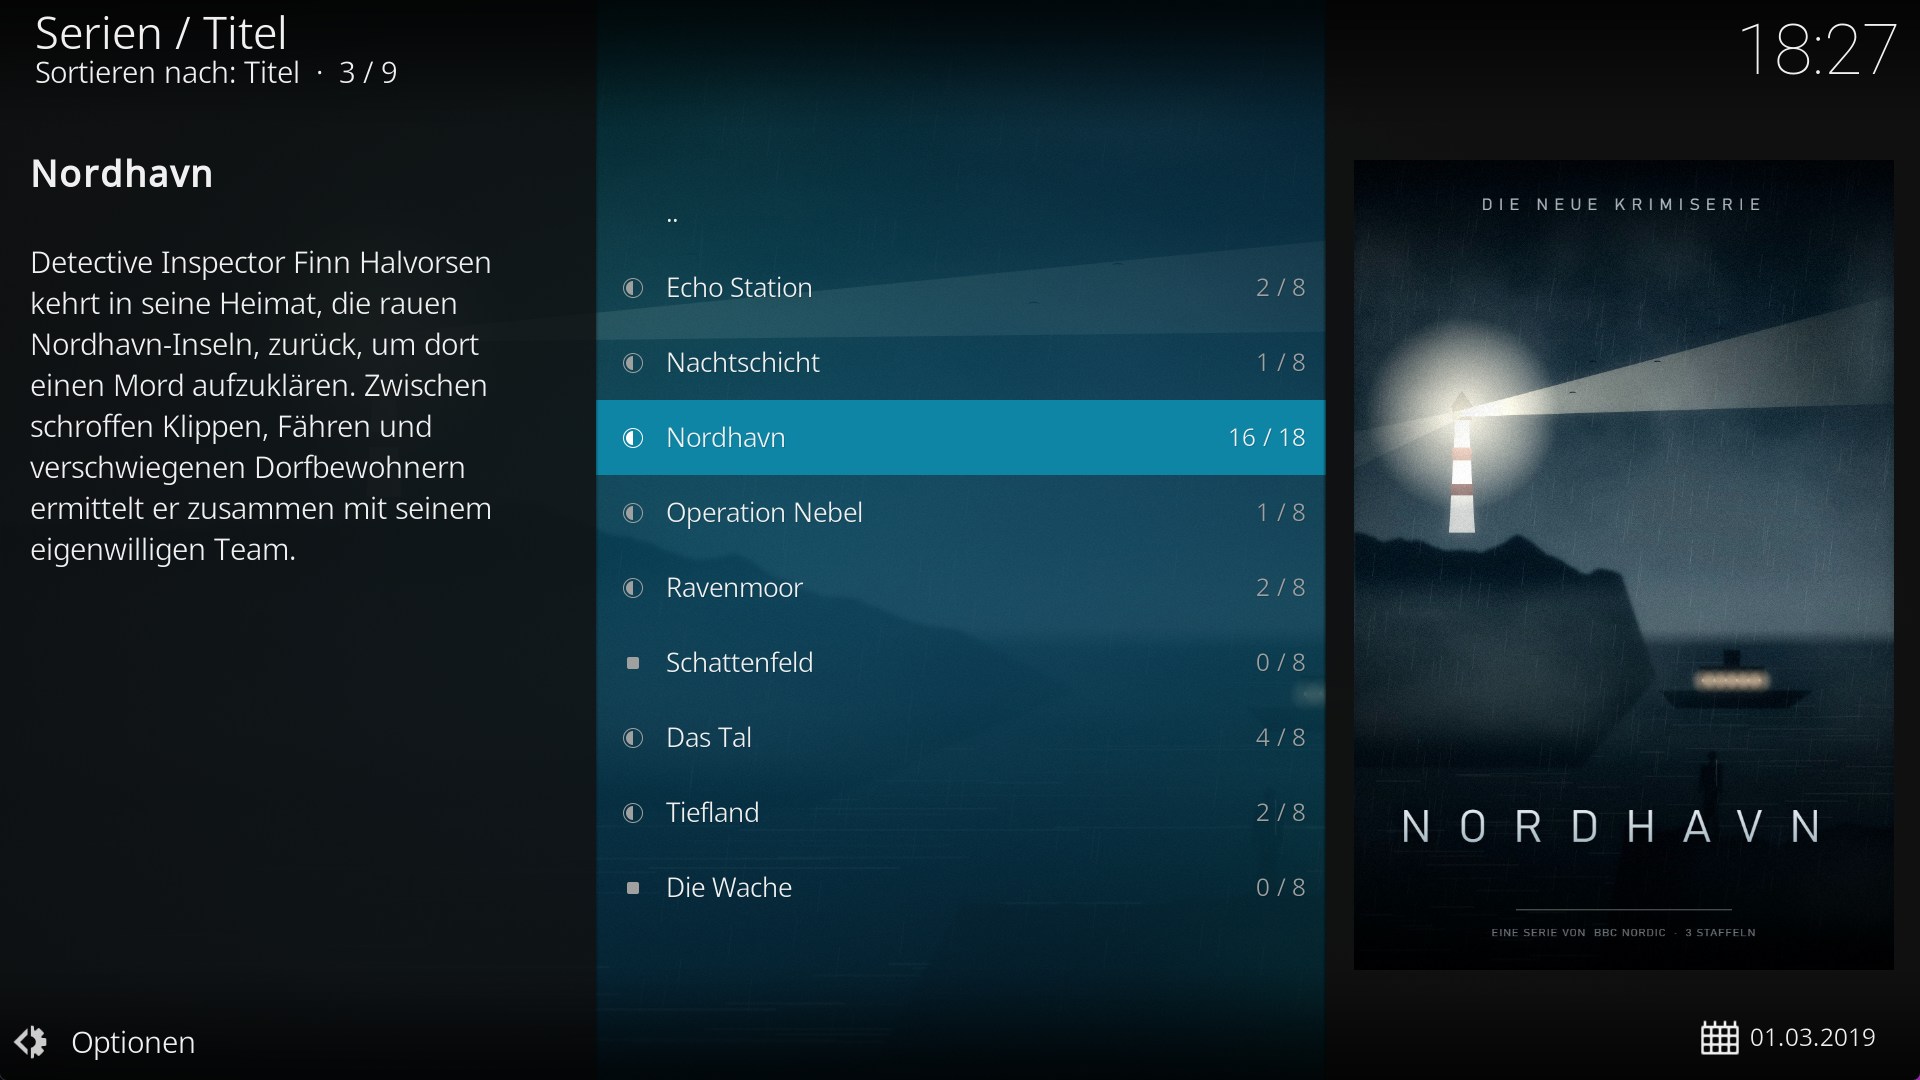 Serien / Titel
Sortieren nach: Titel · 3 / 9
18:27
Nordhavn
Detective Inspector Finn Halvorsen
kehrt in seine Heimat, die rauen
Nordhavn-Inseln, zurück, um dort
einen Mord aufzuklären. Zwischen
schroffen Klippen, Fähren und
verschwiegenen Dorfbewohnern
ermittelt er zusammen mit seinem
eigenwilligen Team.
..
Echo Station 2 / 8
Nachtschicht 1 / 8
Nordhavn 16 / 18
Operation Nebel 1 / 8
Ravenmoor 2 / 8
Schattenfeld 0 / 8
Das Tal 4 / 8
Tiefland 2 / 8
Die Wache 0 / 8
DIE NEUE KRIMISERIE
NORDHAVN
EINE SERIE VON BBC NORDIC · 3 STAFFELN
Optionen
01.03.2019